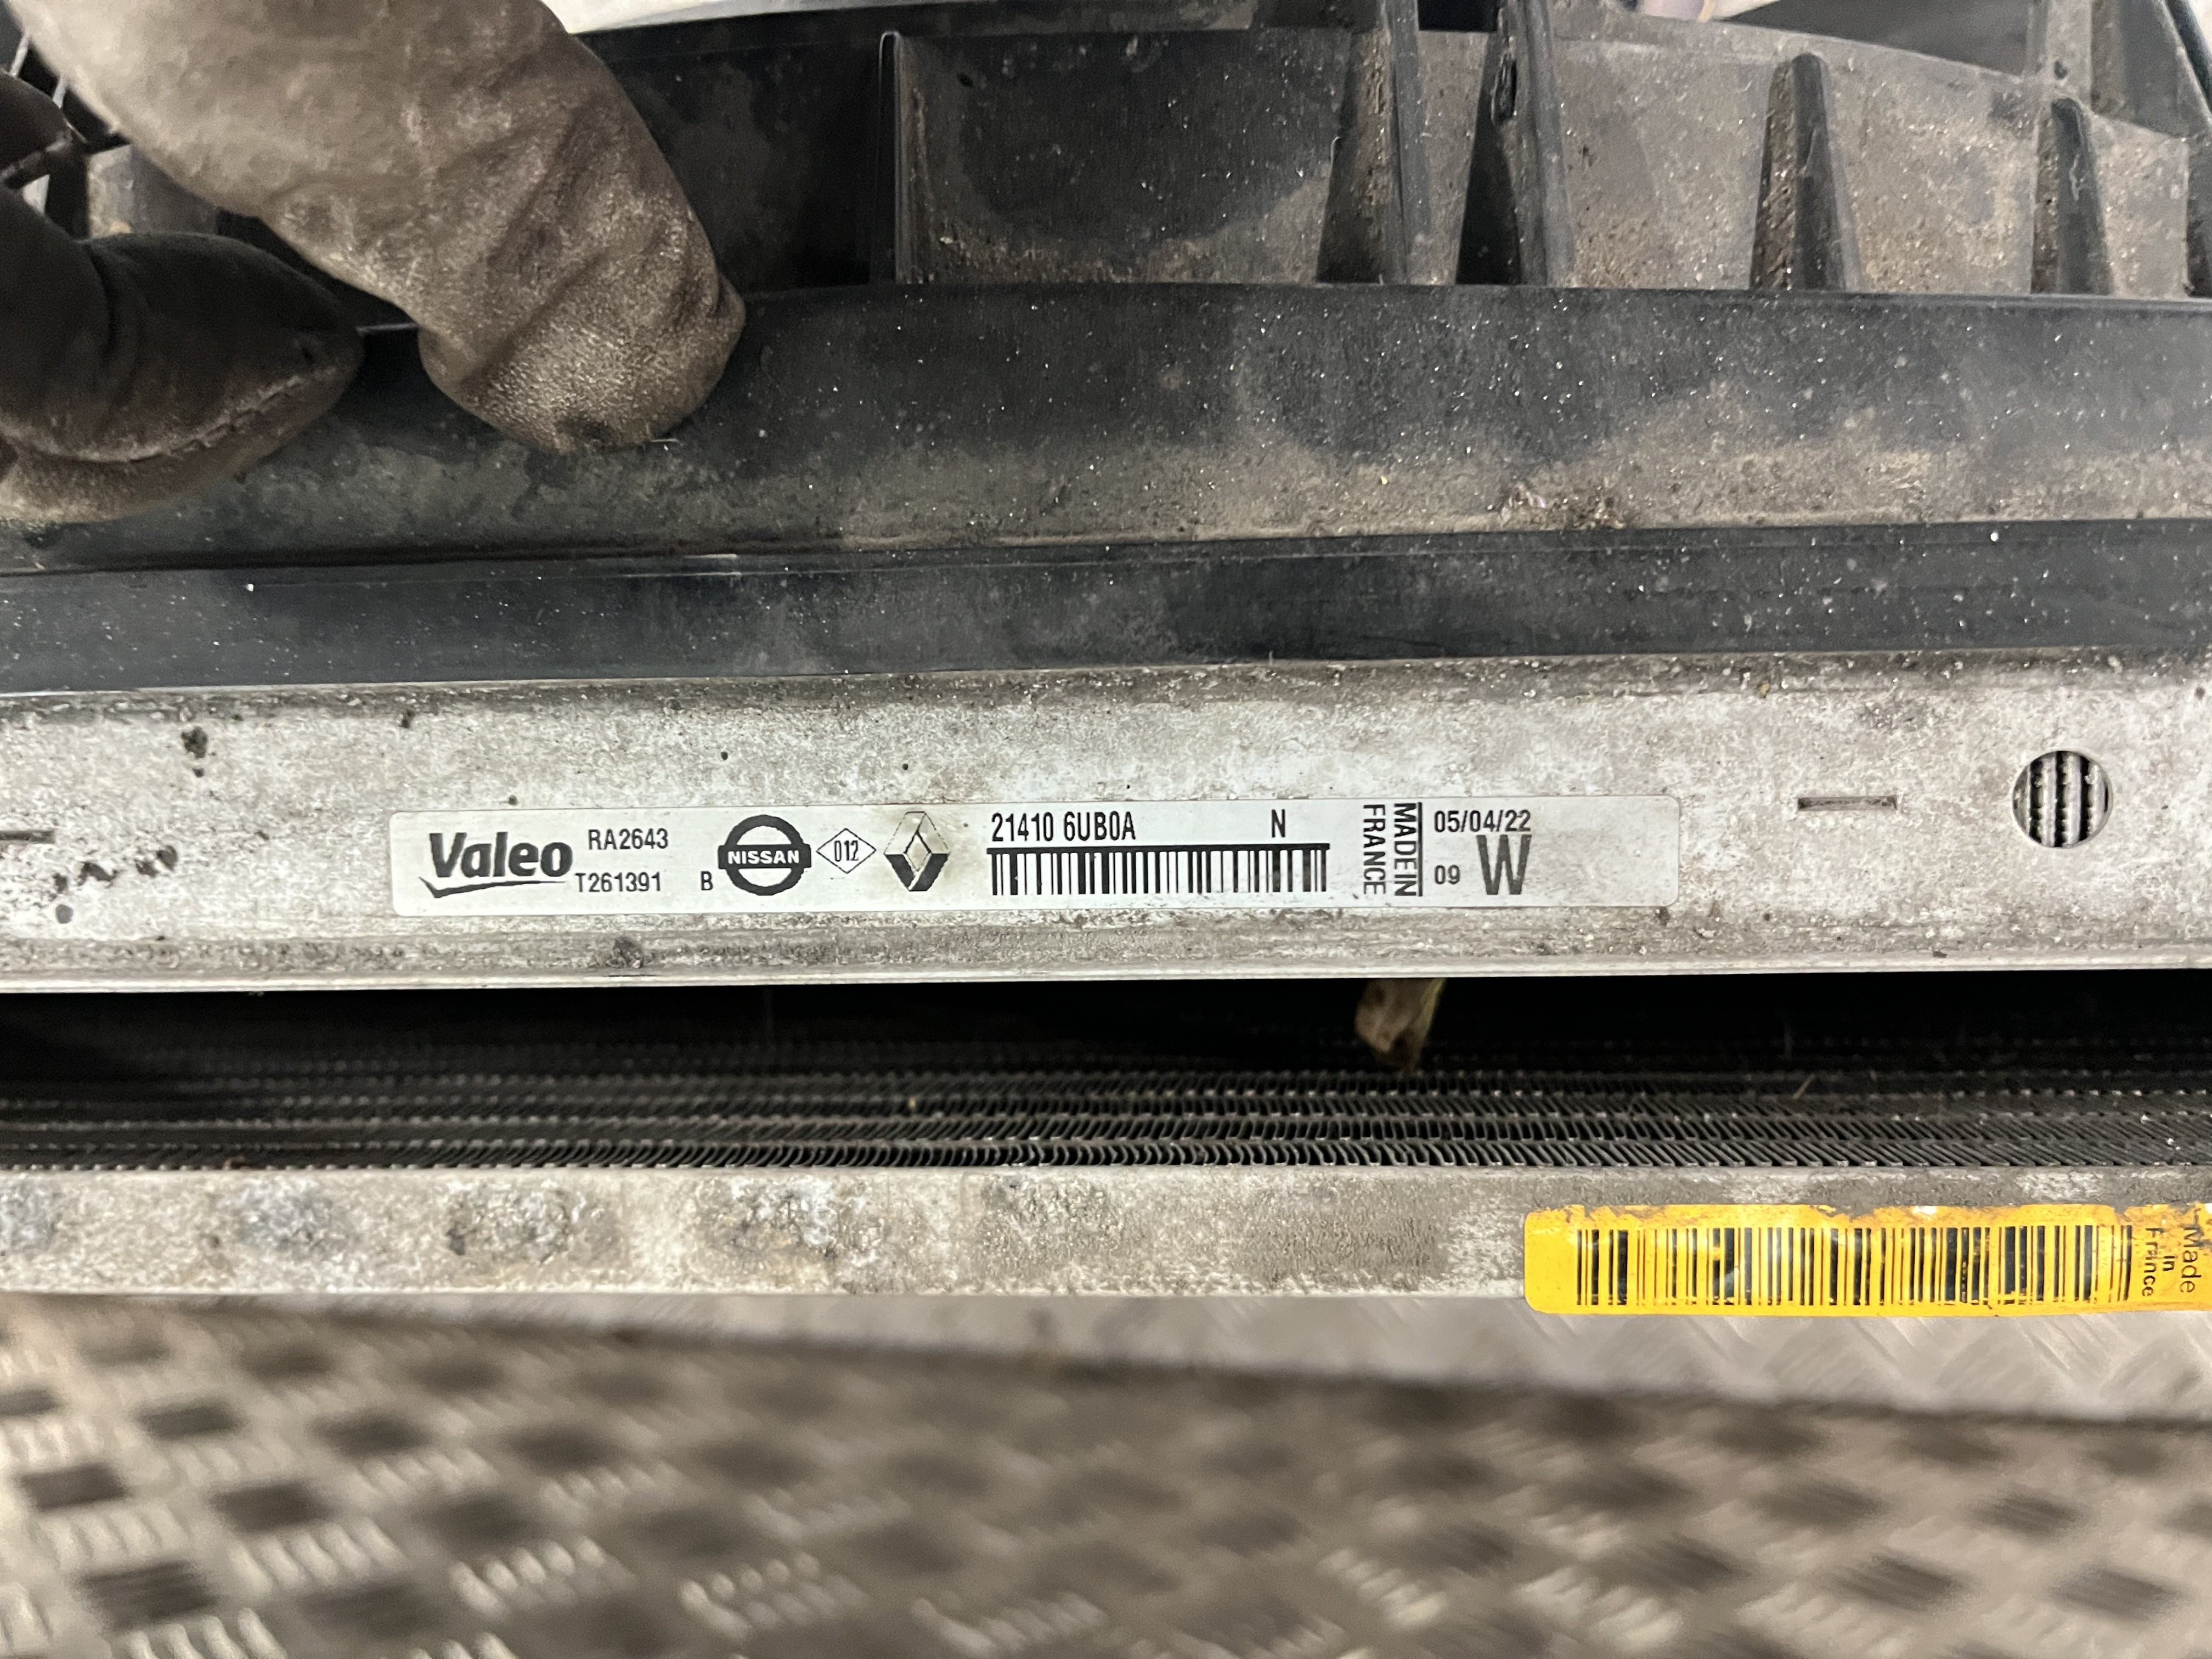 Valeo
RA2643
T261391
B
NISSAN
012
21410 6UB0A N
MADE IN
FRANCE
05/04/22
09 W
Made
in
France